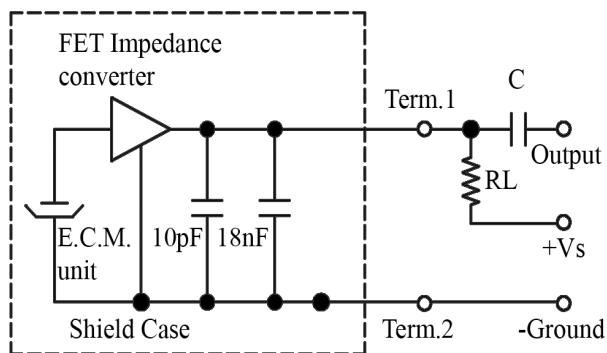 FET Impedance
converter
Term.1
C
Output
RL
+Vs
E.C.M.
unit
10pF
18nF
Shield Case
Term.2
-Ground